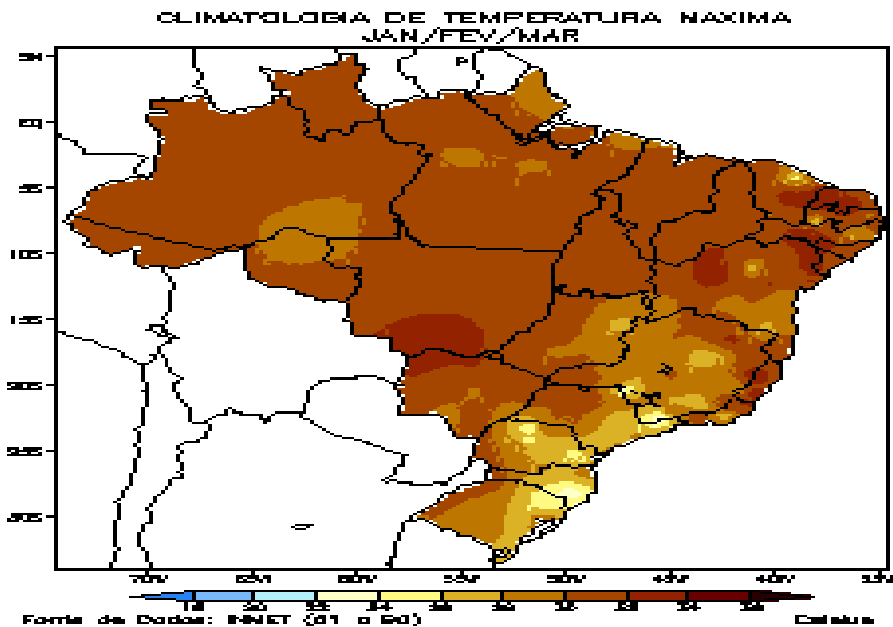 CLIMATOLOGIA DE TEMPERATURA MAXIMA
JAN/FEV/MAR
5N
EQ
5S
10S
15S
20S
25S
30S
70W 65W 60W 55W 50W 45W 40W 35W
18 20 22 24 26 28 30 32 34 36
Fonte de Dados: INMET (61 a 90) Celsius